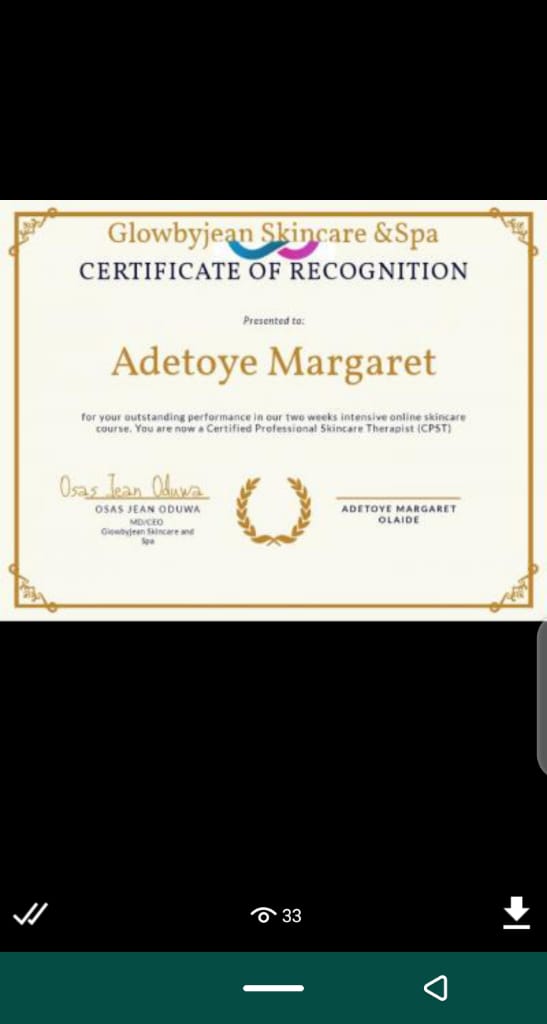 Glowbyjean Skincare &Spa
CERTIFICATE OF RECOGNITION
Presented to:
Adetoye Margaret
for your outstanding performance in our two weeks intensive online skincare
course. You are now a Certified Professional Skincare Therapist (CPST)
Osas Jean Oduwa
OSAS JEAN ODUWA
MD/CEO
Glowbyjean Skincare and
Spa
ADETOYE MARGARET
OLAIDE
33